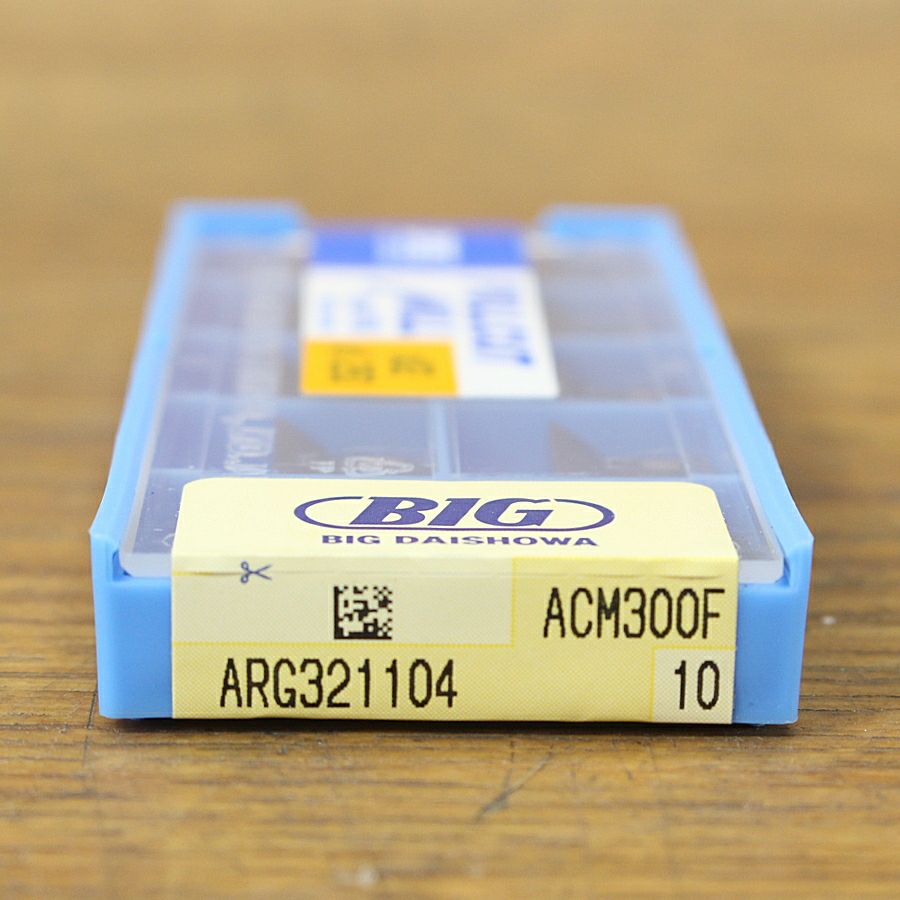 BIG
BIG DAISHOWA
ACM300F
ARG321104
10